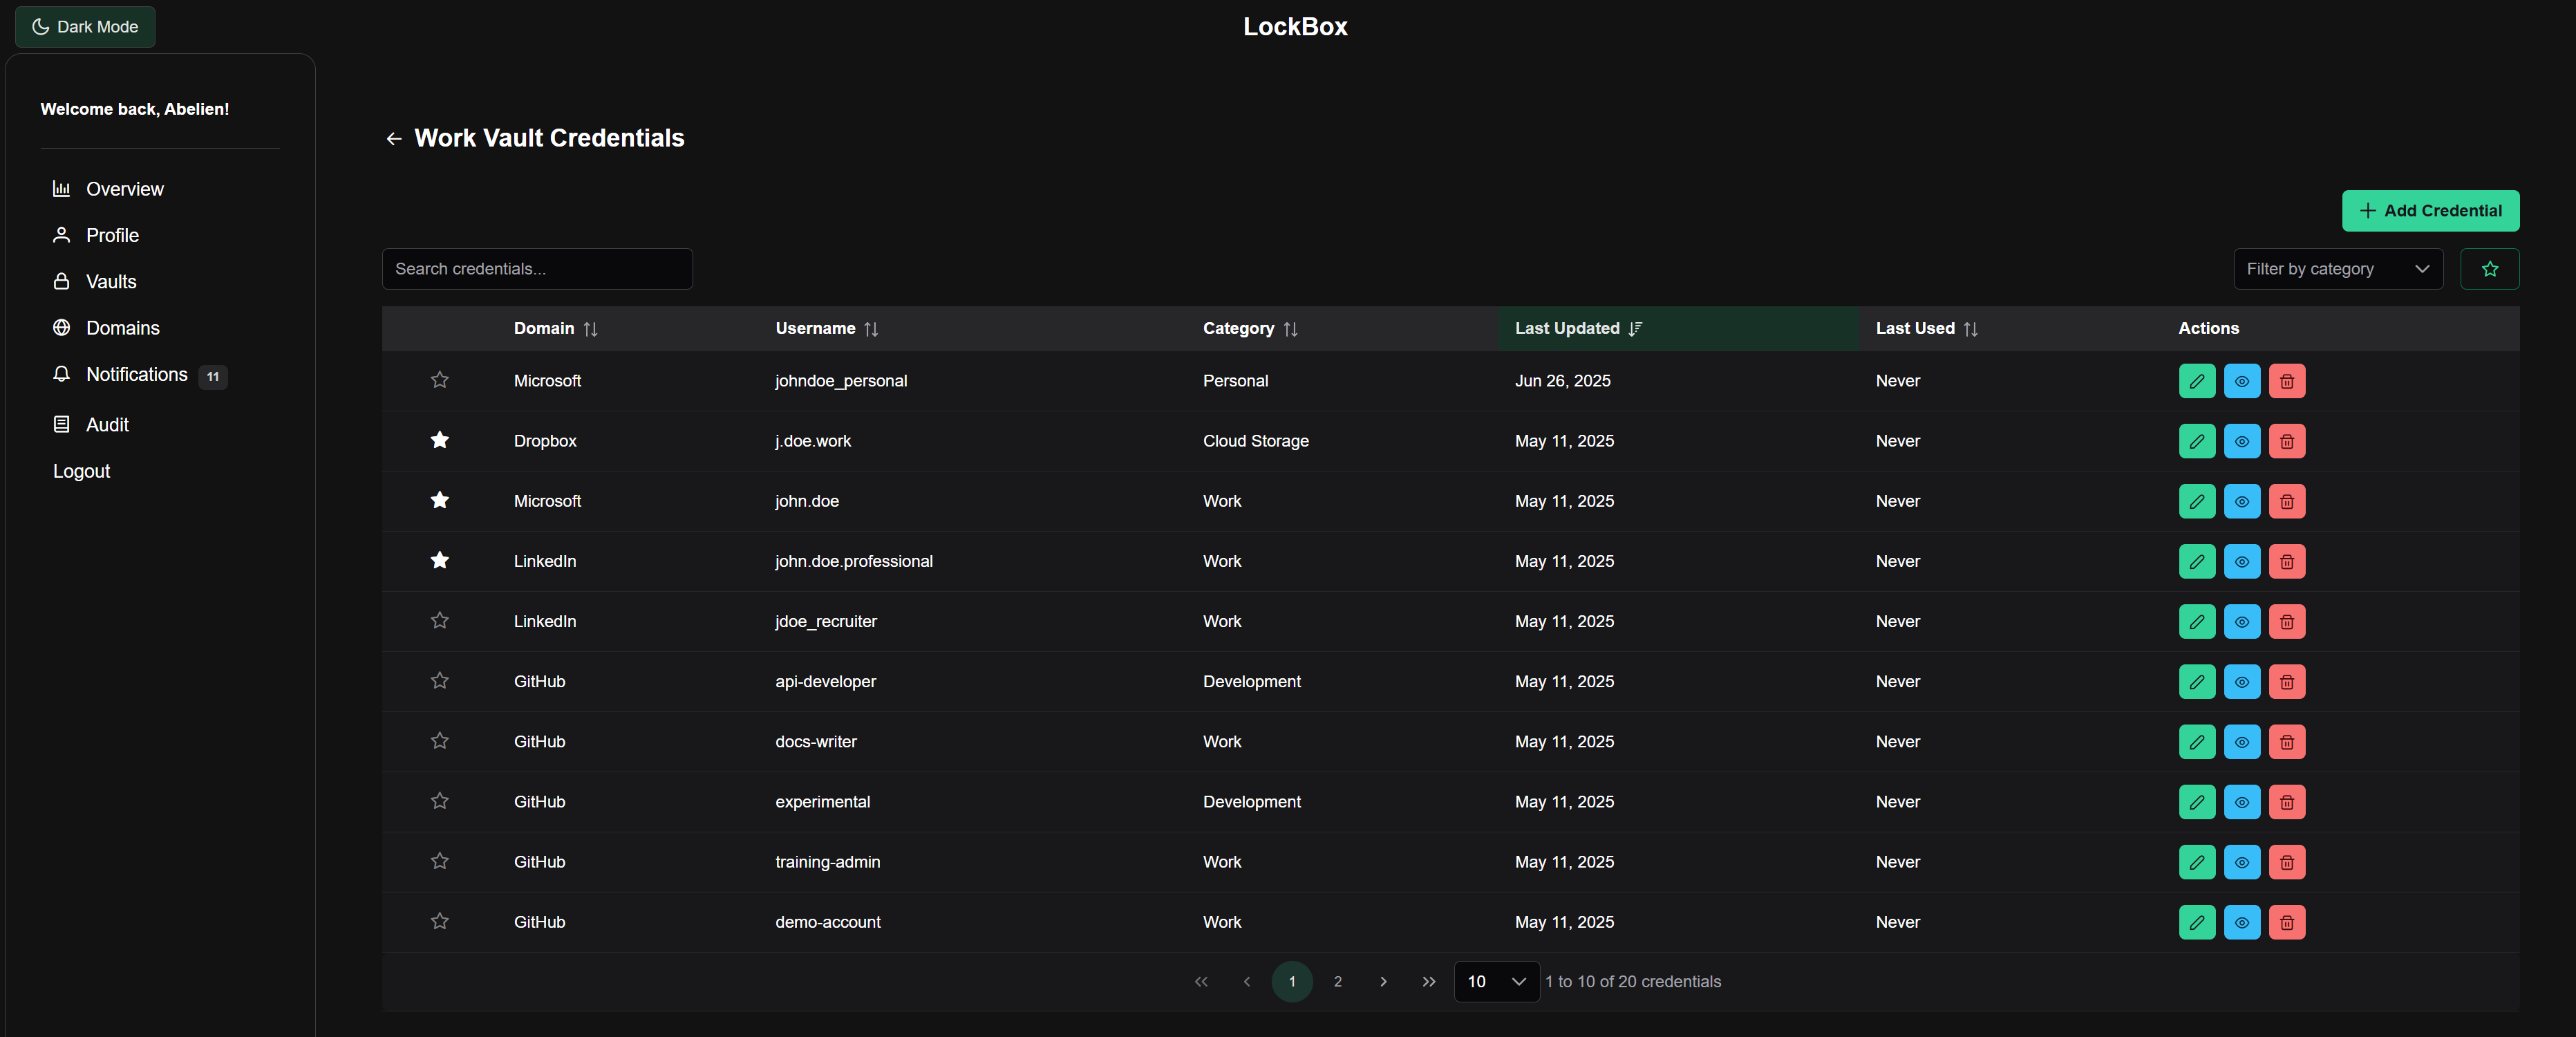 Dark Mode
LockBox
Welcome back, Abelien!
Overview
Profile
Vaults
Domains
Notifications 11
Audit
Logout
Work Vault Credentials
Add Credential
Search credentials...
Filter by category
Domain Username Category Last Updated Last Used Actions
Microsoft johndoe_personal Personal Jun 26, 2025 Never
Dropbox j.doe.work Cloud Storage May 11, 2025 Never
Microsoft john.doe Work May 11, 2025 Never
LinkedIn john.doe.professional Work May 11, 2025 Never
LinkedIn jdoe_recruiter Work May 11, 2025 Never
GitHub api-developer Development May 11, 2025 Never
GitHub docs-writer Work May 11, 2025 Never
GitHub experimental Development May 11, 2025 Never
GitHub training-admin Work May 11, 2025 Never
GitHub demo-account Work May 11, 2025 Never
1 2 10 1 to 10 of 20 credentials